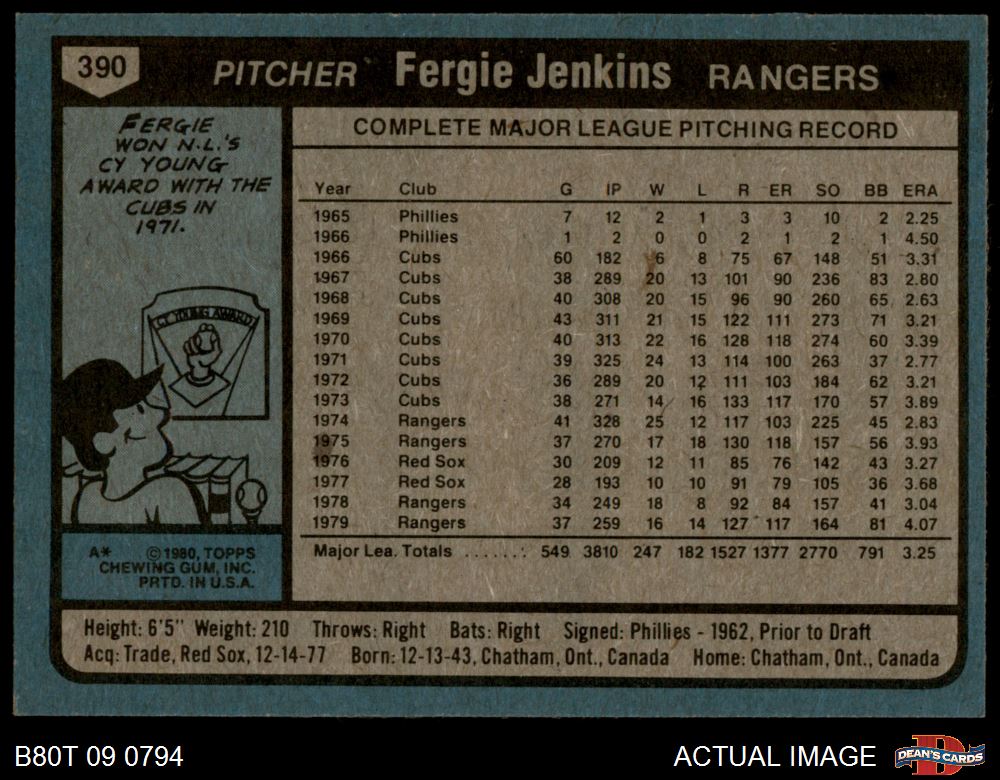 390
PITCHER Fergie Jenkins RANGERS
FERGIE
WON N.L.'S
CY YOUNG
AWARD WITH THE
CUBS IN
1971.
CY YOUNG AWARD
A* ©1980, TOPPS
CHEWING GUM, INC.
PRTD. IN U.S.A.
COMPLETE MAJOR LEAGUE PITCHING RECORD
Year Club G IP W L R ER SO BB ERA
1965 Phillies 7 12 2 1 3 3 10 2 2.25
1966 Phillies 1 2 0 0 2 1 2 1 4.50
1966 Cubs 60 182 6 8 75 67 148 51 3.31
1967 Cubs 38 289 20 13 101 90 236 83 2.80
1968 Cubs 40 308 20 15 96 90 260 65 2.63
1969 Cubs 43 311 21 15 122 111 273 71 3.21
1970 Cubs 40 313 22 16 128 118 274 60 3.39
1971 Cubs 39 325 24 13 114 100 263 37 2.77
1972 Cubs 36 289 20 12 111 103 184 62 3.21
1973 Cubs 38 271 14 16 133 117 170 57 3.89
1974 Rangers 41 328 25 12 117 103 225 45 2.83
1975 Rangers 37 270 17 18 130 118 157 56 3.93
1976 Red Sox 30 209 12 11 85 76 142 43 3.27
1977 Red Sox 28 193 10 10 91 79 105 36 3.68
1978 Rangers 34 249 18 8 92 84 157 41 3.04
1979 Rangers 37 259 16 14 127 117 164 81 4.07
Major Lea. Totals ....... 549 3810 247 182 1527 1377 2770 791 3.25
Height: 6'5" Weight: 210 Throws: Right Bats: Right Signed: Phillies - 1962, Prior to Draft
Acq: Trade, Red Sox, 12-14-77 Born: 12-13-43, Chatham, Ont., Canada Home: Chatham, Ont., Canada
B80T 09 0794 ACTUAL IMAGE
DEAN'S CARDS